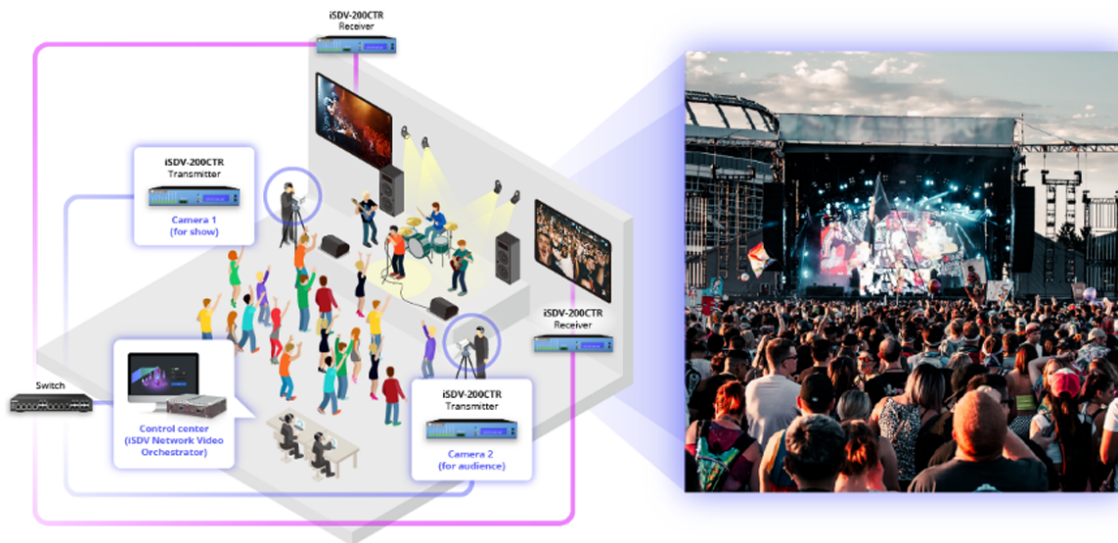 iSDV-200CTR
Receiver
iSDV-200CTR
Transmitter
Camera 1
(for show)
iSDV-200CTR
Receiver
Switch
Control center
(iSDV Network Video
Orchestrator)
iSDV-200CTR
Transmitter
Camera 2
(for audience)